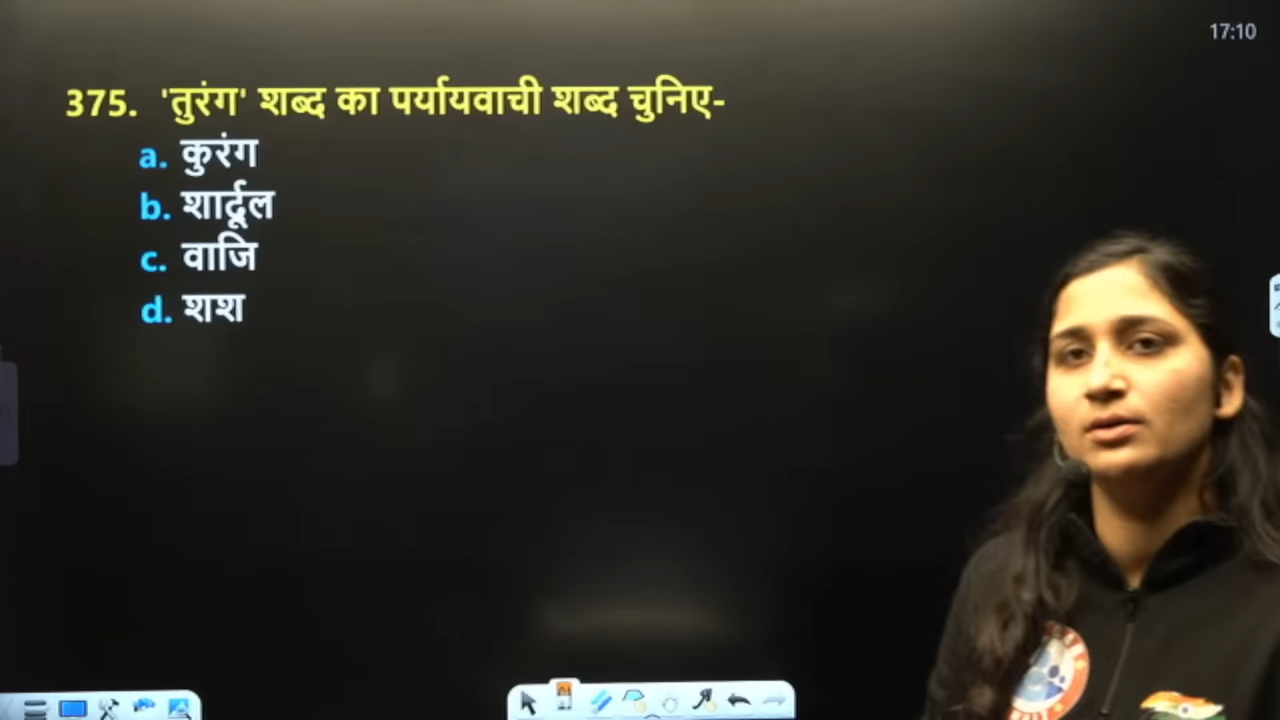 17:10
375. 'तुरंग' शब्द का पर्यायवाची शब्द चुनिए-
a. कुरंग
b. शार्दूल
c. वाजि
d. शश